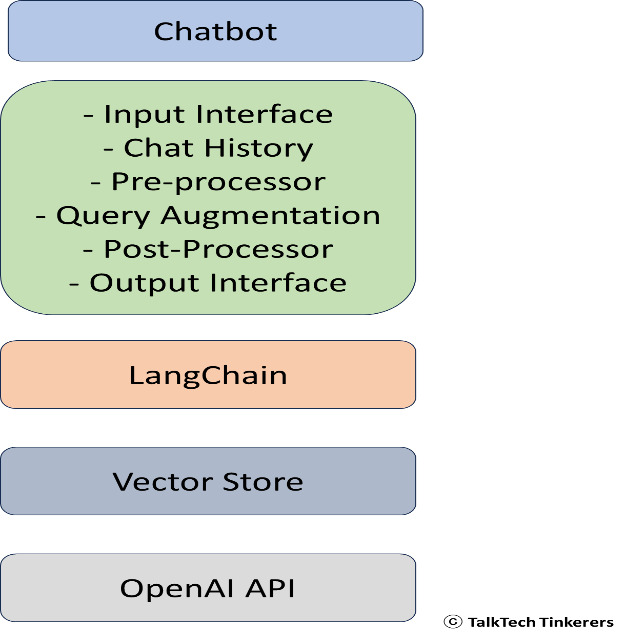 Chatbot
- Input Interface
- Chat History
- Pre-processor
- Query Augmentation
- Post-Processor
- Output Interface
LangChain
Vector Store
OpenAI API
© TalkTech Tinkerers